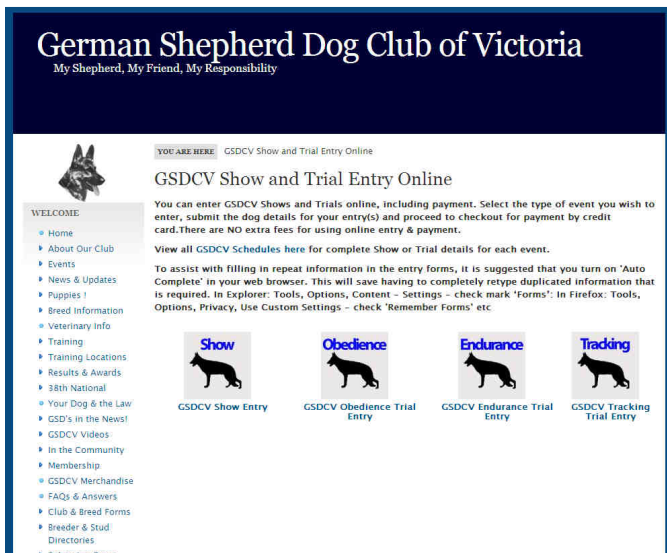 German Shepherd Dog Club of Victoria
My Shepherd, My Friend, My Responsibility
YOU ARE HERE GSDCV Show and Trial Entry Online
GSDCV Show and Trial Entry Online
You can enter GSDCV Shows and Trials online, including payment. Select the type of event you wish to
enter, submit the dog details for your entry(s) and proceed to checkout for payment by credit
card.There are NO extra fees for using online entry & payment.
View all GSDCV Schedules here for complete Show or Trial details for each event.
To assist with filling in repeat information in the entry forms, it is suggested that you turn on 'Auto
Complete' in your web browser. This will save having to completely retype duplicated information that
is required. In Explorer: Tools, Options, Content - Settings - check mark 'Forms': In Firefox: Tools,
Options, Privacy, Use Custom Settings - check 'Remember Forms' etc
Show
GSDCV Show Entry
Obedience
GSDCV Obedience Trial
Entry
Endurance
GSDCV Endurance Trial
Entry
Tracking
GSDCV Tracking
Trial Entry
WELCOME
Home
About Our Club
Events
News & Updates
Puppies !
Breed Information
Veterinary Info
Training
Training Locations
Results & Awards
38th National
Your Dog & the Law
GSD's in the News!
GSDCV Videos
In the Community
Membership
GSDCV Merchandise
FAQs & Answers
Club & Breed Forms
Breeder & Stud
Directories